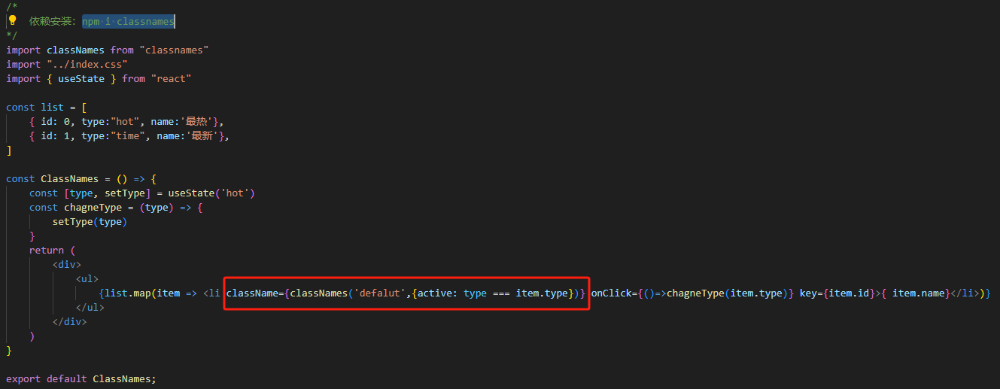 /*
依赖安装：npm i classnames
*/
import classNames from "classnames"
import "../index.css"
import { useState } from "react"
const list = [
{ id: 0, type:"hot", name:'最热'},
{ id: 1, type:"time", name:'最新'},
]
const ClassNames = () => {
const [type, setType] = useState('hot')
const chagneType = (type) => {
setType(type)
}
return (
<div>
<ul>
{list.map(item => <li className={classNames('defalut',{active: type === item.type})} onClick={()=>chagneType(item.type)} key={item.id}>{ item.name}</li>)}
</ul>
</div>
)
}
export default ClassNames;